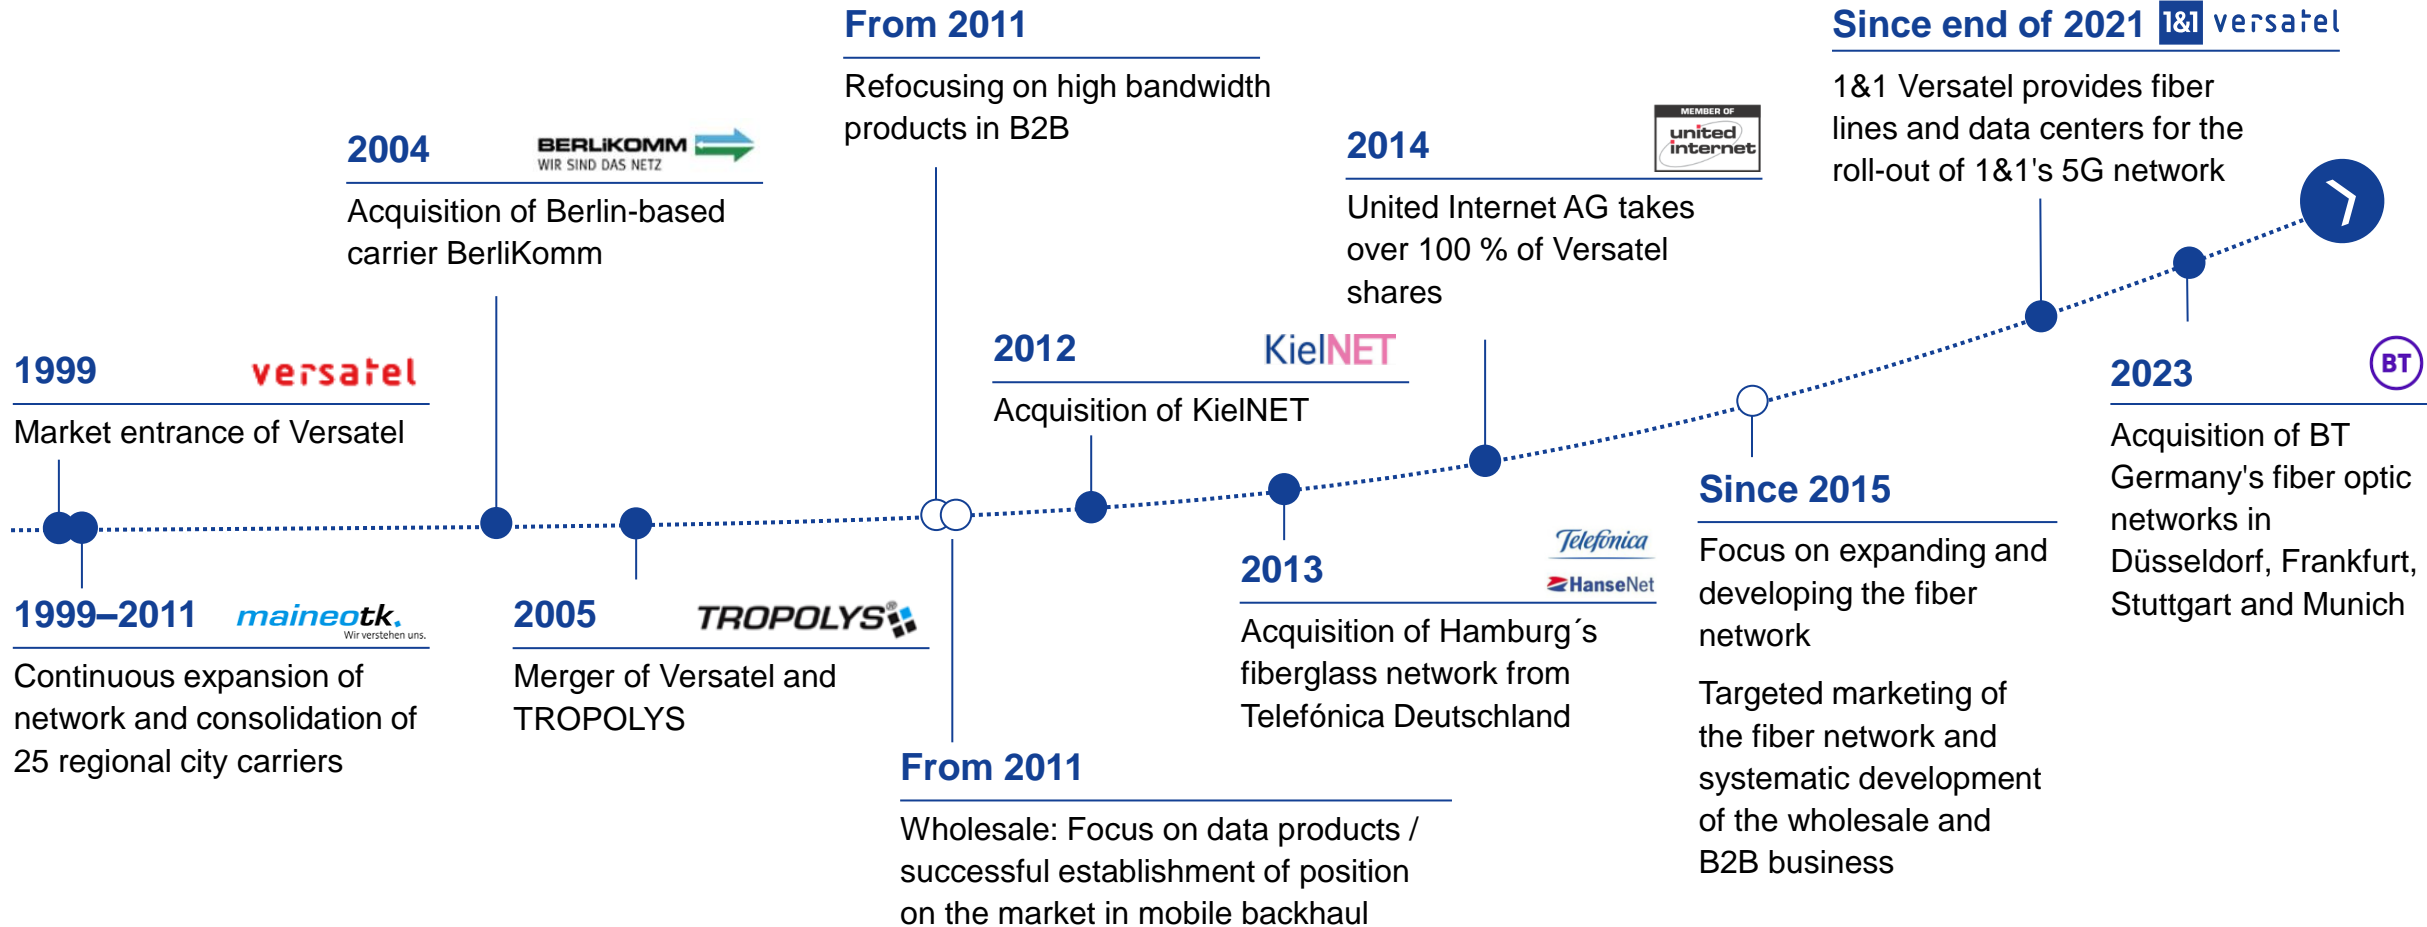 1999
versatel
Market entrance of Versatel
1999–2011
maineotk.
Wir verstehen uns.
Continuous expansion of
network and consolidation of
25 regional city carriers
2004
BERLiKOMM
WIR SIND DAS NETZ
Acquisition of Berlin-based
carrier BerliKomm
2005
TROPOLYS®
Merger of Versatel and
TROPOLYS
From 2011
Refocusing on high bandwidth
products in B2B
From 2011
Wholesale: Focus on data products /
successful establishment of position
on the market in mobile backhaul
2012
KielNET
Acquisition of KielNET
2013
Telefónica
HanseNet
Acquisition of Hamburg´s
fiberglass network from
Telefónica Deutschland
2014
MEMBER OF
united
internet
United Internet AG takes
over 100 % of Versatel
shares
Since 2015
Focus on expanding and
developing the fiber
network
Targeted marketing of
the fiber network and
systematic development
of the wholesale and
B2B business
Since end of 2021
1&1 versatel
1&1 Versatel provides fiber
lines and data centers for the
roll-out of 1&1's 5G network
2023
BT
Acquisition of BT
Germany's fiber optic
networks in
Düsseldorf, Frankfurt,
Stuttgart and Munich